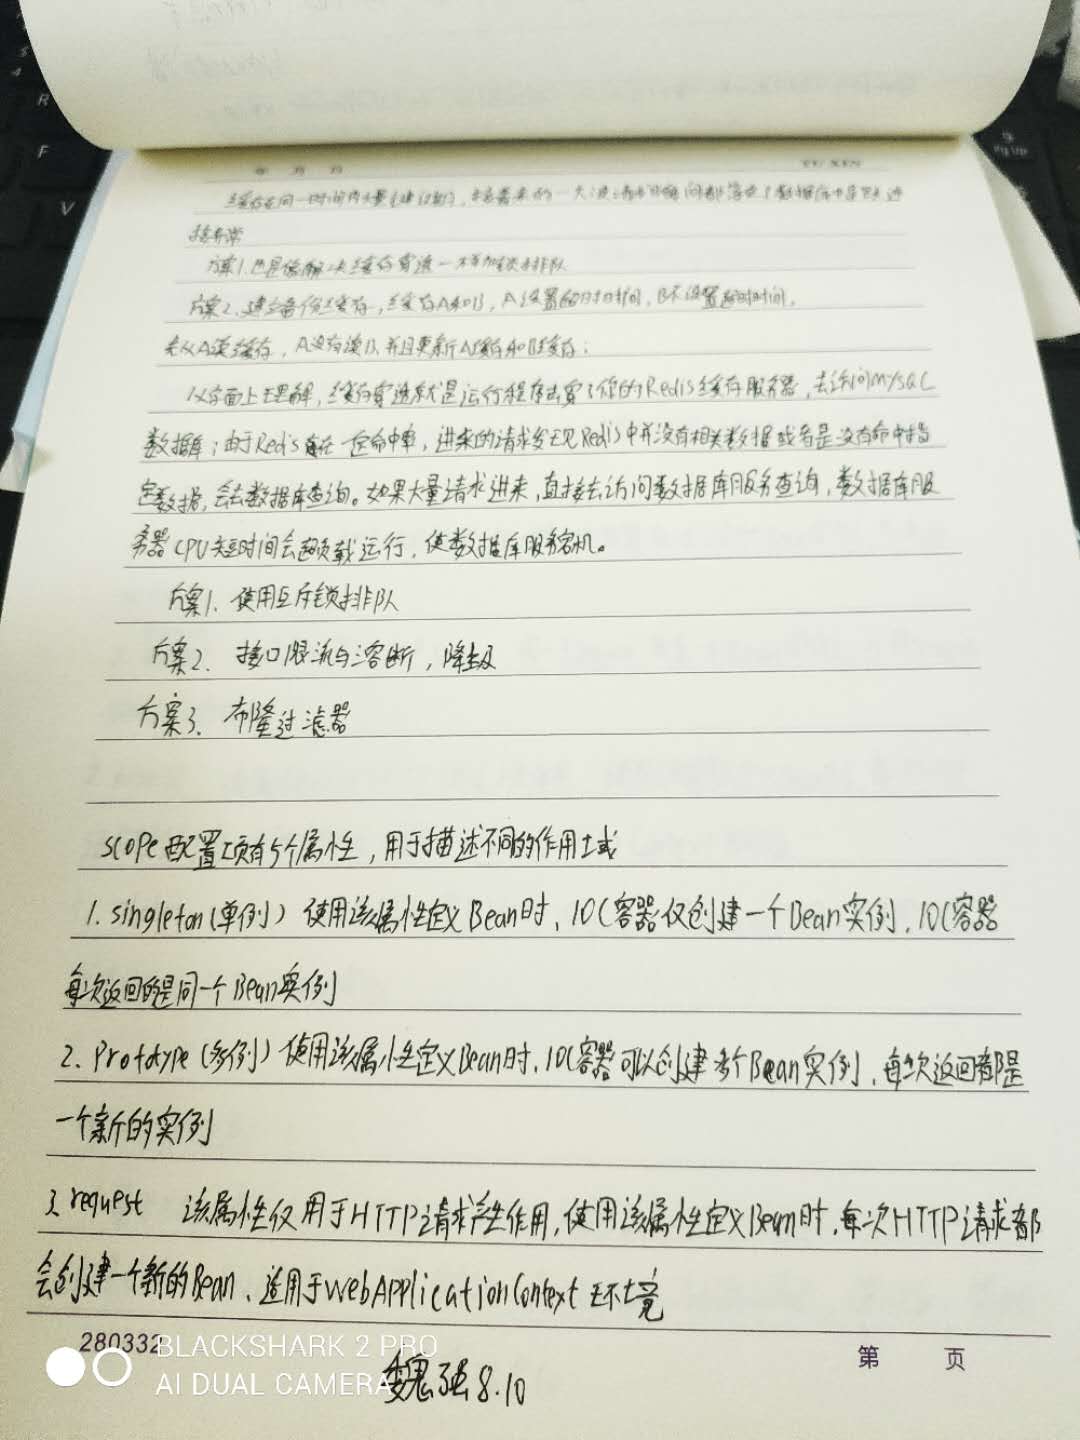 年 月 日
YU XIN
缓存在同一时间内大量键过期，接着来的一大波请求瞬间都落在了数据库中导致连
接异常
方案1.也是像解决缓存穿透一样加锁排队
方案2.建立备份缓存，缓存A和B，A设置超时时间，B不设置超时时间，
先从A读缓存，A没有读B，并且更新A缓存和B缓存；
从字面上理解，缓存穿透就是运行程序击穿了你的Redis缓存服务器，去访问MYSQL
数据库；由于Redis存在一定命中率，进来的请求发现Redis中并没有相关数据或者是没有命中指
定数据，会去数据库查询。如果大量请求进来，直接去访问数据库服务查询，数据库服
务器CPU短时间会超负载运行，使数据库服务宕机。
方案1、使用互斥锁排队
方案2、接口限流与溶断，降级
方案3、布隆过滤器
scope配置项有5个属性，用于描述不同的作用域
1. singleton(单例) 使用该属性定义Bean时，IOC容器仅创建一个Bean实例，IOC容器
每次返回的是同一个Bean实例
2. Prototype (多例) 使用该属性定义Bean时，IOC容器可以创建多个Bean实例，每次返回都是
一个新的实例
3、request 该属性仅用于HTTP请求产生作用，使用该属性定义Bean时，每次HTTP请求都
会创建一个新的Bean、适用于WebApplicationContext环境
280332
第 页
BLACKSHARK 2 PRO
AI DUAL CAMERA
魏强 8.10
R
F
V